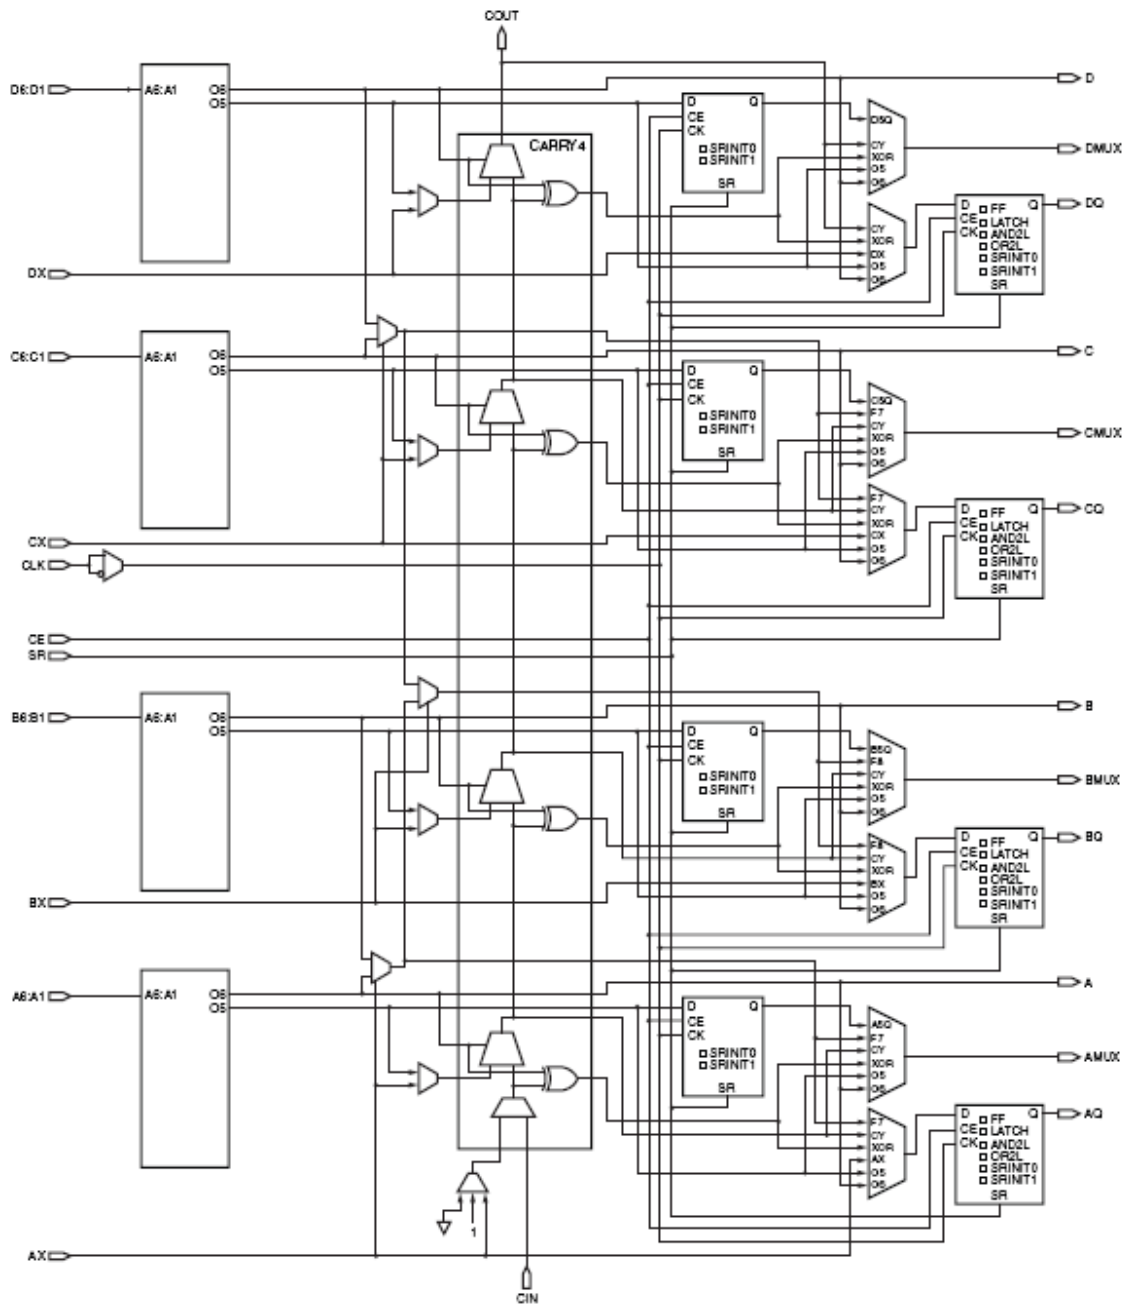 COUT
D6:D1
A6:A1
O6
O5
CARRY4
D
CE
CK
Q
SRINIT0
SRINIT1
SR
D5Q
CY
XOR
O5
O6
D
DMUX
CY
XOR
DX
O5
O6
D
CE
CK
Q
FF
LATCH
AND2L
OR2L
SRINIT0
SRINIT1
SR
DQ
DX
C6:C1
A6:A1
O6
O5
D
CE
CK
Q
SRINIT0
SRINIT1
SR
C5Q
F7
CY
XOR
O5
O6
C
CMUX
F7
CY
XOR
CX
O5
O6
D
CE
CK
Q
FF
LATCH
AND2L
OR2L
SRINIT0
SRINIT1
SR
CQ
CX
CLK
CE
SR
B6:B1
A6:A1
O6
O5
D
CE
CK
Q
SRINIT0
SRINIT1
SR
B5Q
F8
CY
XOR
O5
O6
B
BMUX
F8
CY
XOR
BX
O5
O6
D
CE
CK
Q
FF
LATCH
AND2L
OR2L
SRINIT0
SRINIT1
SR
BQ
BX
A6:A1
A6:A1
O6
O5
D
CE
CK
Q
SRINIT0
SRINIT1
SR
A5Q
F7
CY
XOR
O5
O6
A
AMUX
F7
CY
XOR
AX
O5
O6
D
CE
CK
Q
FF
LATCH
AND2L
OR2L
SRINIT0
SRINIT1
SR
AQ
1
AX
CIN